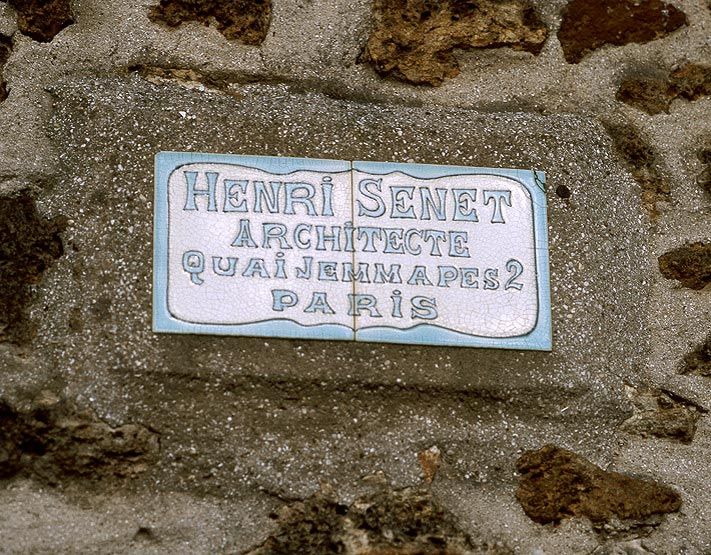 HENRI SENET
ARCHITECTE
QUAI JEMMAPES 2
PARIS